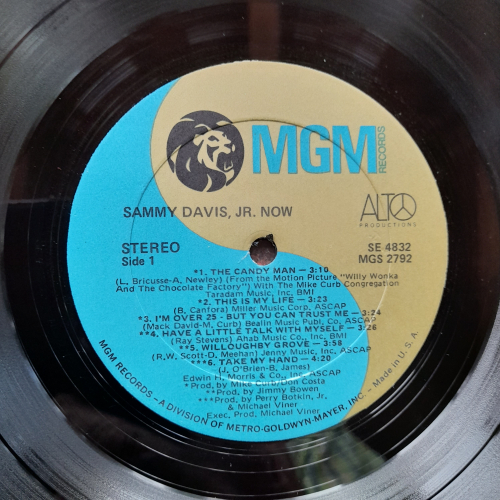 MGM
RECORDS
SAMMY DAVIS, JR. NOW
ALTO
PRODUCTIONS
STEREO
Side 1
SE 4832
MGS 2792
*1. THE CANDY MAN — 3:10
(L. Bricusse-A. Newley) (From the Motion Picture "Willy Wonka
And The Chocolate Factory") With The Mike Curb Congregation
Taradam Music, Inc. BMI
*2. THIS IS MY LIFE — 3:23
(B. Canfora) Miller Music Corp. ASCAP
*3. I'M OVER 25 - BUT YOU CAN TRUST ME — 3:24
(Mack David-M. Curb) Bealin Music Publ. Co. ASCAP
**4. HAVE A LITTLE TALK WITH MYSELF — 3:26
(Ray Stevens) Ahab Music Co., Inc. BMI
**5. WILLOUGHBY GROVE — 3:58
(R.W. Scott-D. Meehan) Jenny Music, Inc. ASCAP
***6. TAKE MY HAND — 4:20
(J. O'Brien-B. James)
Edwin H. Morris & Co., Inc. ASCAP
*Prod. by Mike Curb/Don Costa
**Prod. by Jimmy Bowen
***Prod. by Perry Botkin, Jr.
& Michael Viner
Exec. Prod. Michael Viner
MGM RECORDS – A DIVISION OF METRO-GOLDWYN-MAYER, INC. – Made in U.S.A.